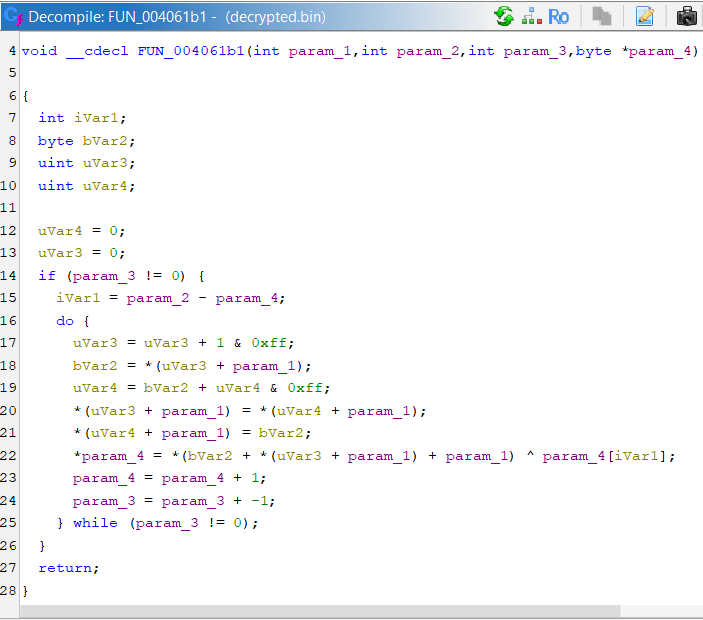 Decompile: FUN_004061b1 - (decrypted.bin)
Ro
4 void __cdecl FUN_004061b1(int param_1,int param_2,int param_3,byte *param_4)
5
6 {
7   int iVar1;
8   byte bVar2;
9   uint uVar3;
10   uint uVar4;
11
12   uVar4 = 0;
13   uVar3 = 0;
14   if (param_3 != 0) {
15     iVar1 = param_2 - param_4;
16     do {
17       uVar3 = uVar3 + 1 & 0xff;
18       bVar2 = *(uVar3 + param_1);
19       uVar4 = bVar2 + uVar4 & 0xff;
20       *(uVar3 + param_1) = *(uVar4 + param_1);
21       *(uVar4 + param_1) = bVar2;
22       *param_4 = *(bVar2 + *(uVar3 + param_1) + param_1) ^ param_4[iVar1];
23       param_4 = param_4 + 1;
24       param_3 = param_3 + -1;
25     } while (param_3 != 0);
26   }
27   return;
28 }